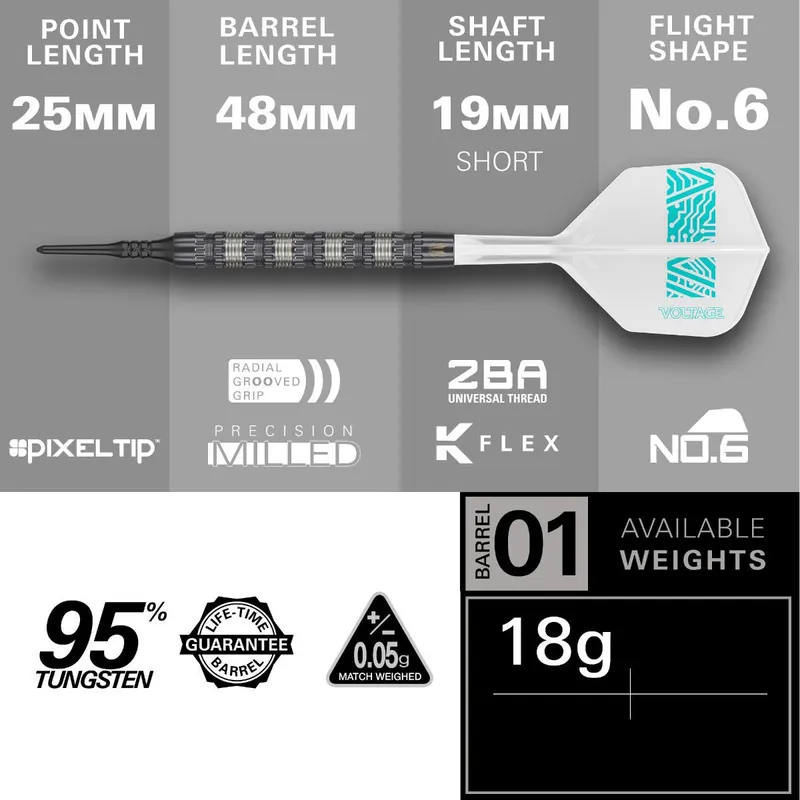 POINT
LENGTH
25MM
BARREL
LENGTH
48MM
SHAFT
LENGTH
19MM
SHORT
FLIGHT
SHAPE
No.6
VOLTAGE
PIXELTIP
RADIAL
GROOVED
GRIP
PRECISION
MILLED
2BA
UNIVERSAL THREAD
K FLEX
NO.6
95%
TUNGSTEN
LIFE-TIME
GUARANTEE
BARREL
+/-
0.05g
MATCH WEIGHED
BARREL
01
AVAILABLE
WEIGHTS
18g